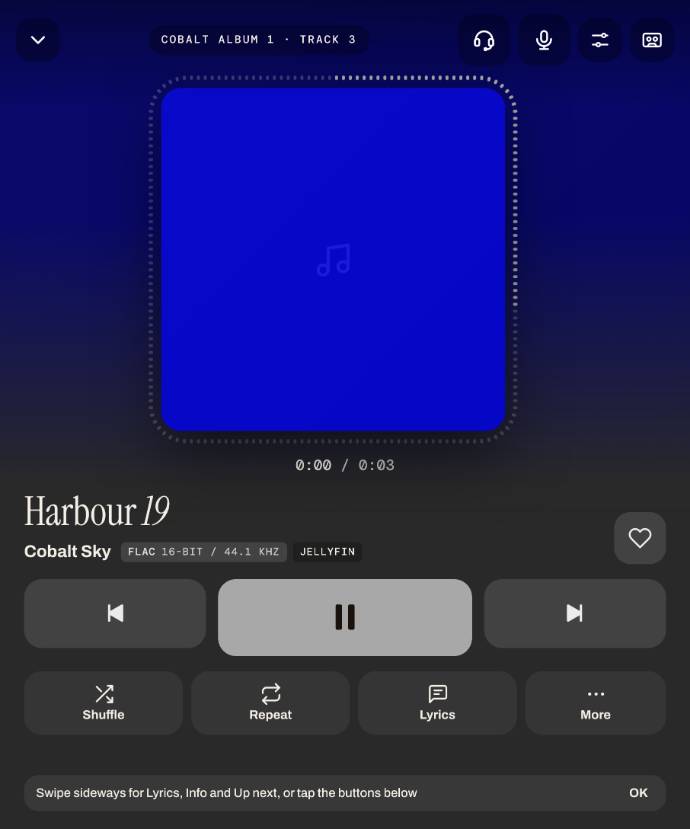 COBALT ALBUM 1 · TRACK 3
0:00 / 0:03
Harbour 19
Cobalt Sky FLAC 16-BIT / 44.1 KHZ JELLYFIN
Shuffle Repeat Lyrics More
Swipe sideways for Lyrics, Info and Up next, or tap the buttons below OK